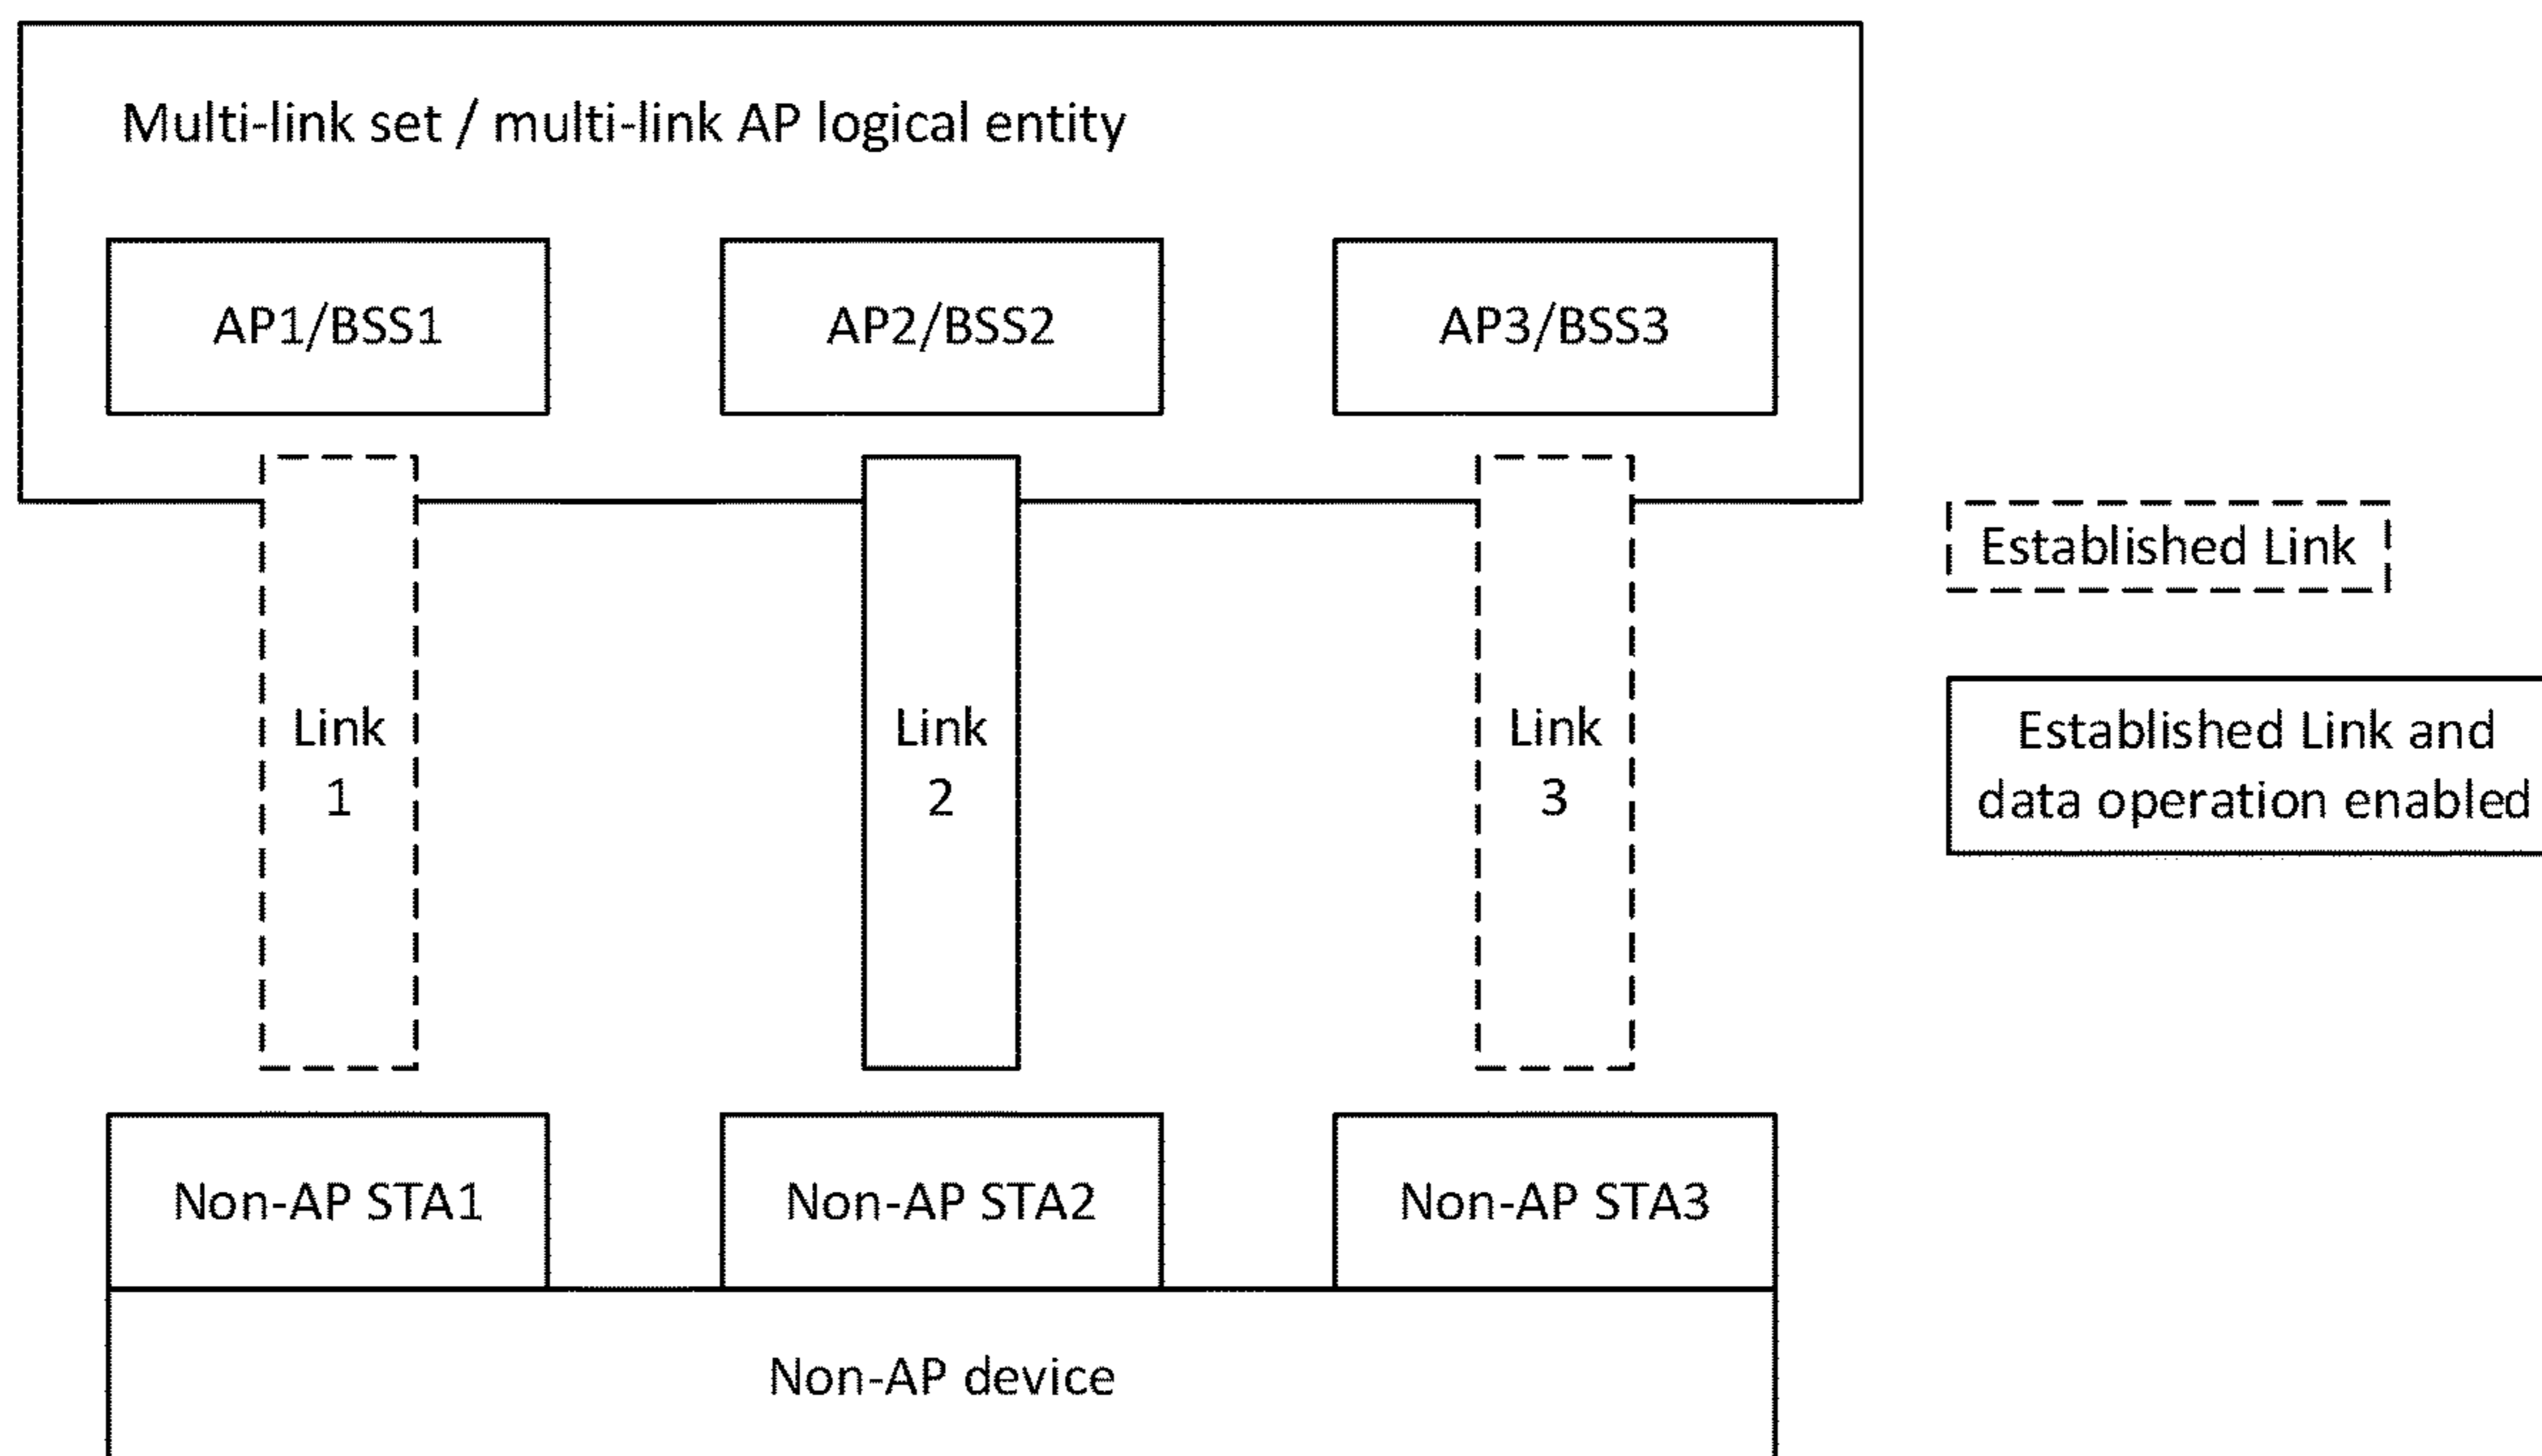 Multi-link set / multi-link AP logical entity
AP1/BSS1
AP2/BSS2
AP3/BSS3
Established Link
Link
1
Link
2
Link
3
Established Link and
data operation enabled
Non-AP STA1
Non-AP STA2
Non-AP STA3
Non-AP device